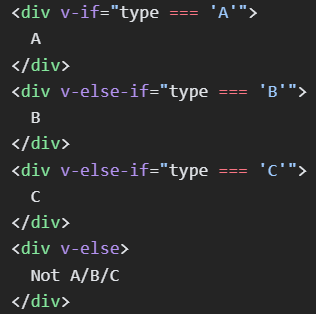 <div v-if="type === 'A'">
  A
</div>
<div v-else-if="type === 'B'">
  B
</div>
<div v-else-if="type === 'C'">
  C
</div>
<div v-else>
  Not A/B/C
</div>